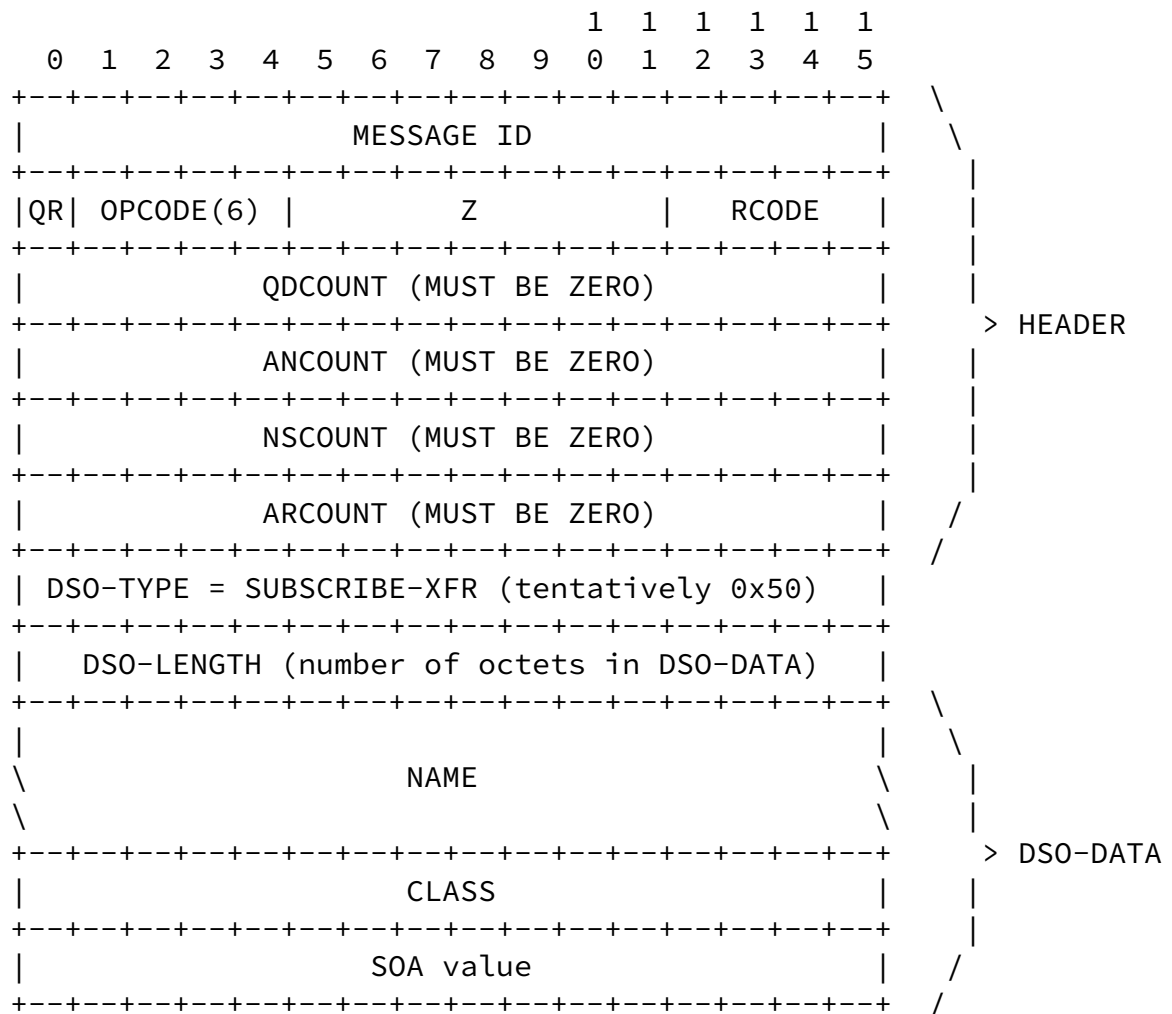 1  1  1  1  1  1
   0  1  2  3  4  5  6  7  8  9  0  1  2  3  4  5
 +--+--+--+--+--+--+--+--+--+--+--+--+--+--+--+--+  \
 |                  MESSAGE ID                   |   \
 +--+--+--+--+--+--+--+--+--+--+--+--+--+--+--+--+    |
 |QR| OPCODE(6) |         Z          |   RCODE   |    |
 +--+--+--+--+--+--+--+--+--+--+--+--+--+--+--+--+    |
 |             QDCOUNT (MUST BE ZERO)            |    |
 +--+--+--+--+--+--+--+--+--+--+--+--+--+--+--+--+     > HEADER
 |             ANCOUNT (MUST BE ZERO)            |    |
 +--+--+--+--+--+--+--+--+--+--+--+--+--+--+--+--+    |
 |             NSCOUNT (MUST BE ZERO)            |    |
 +--+--+--+--+--+--+--+--+--+--+--+--+--+--+--+--+    |
 |             ARCOUNT (MUST BE ZERO)            |   /
 +--+--+--+--+--+--+--+--+--+--+--+--+--+--+--+--+  /
 | DSO-TYPE = SUBSCRIBE-XFR (tentatively 0x50)   |
 +--+--+--+--+--+--+--+--+--+--+--+--+--+--+--+--+
 |   DSO-LENGTH (number of octets in DSO-DATA)   |
 +--+--+--+--+--+--+--+--+--+--+--+--+--+--+--+--+  \
 |                                               |   \
 \                     NAME                      \    |
 \                                               \    |
 +--+--+--+--+--+--+--+--+--+--+--+--+--+--+--+--+     > DSO-DATA
 |                     CLASS                     |    |
 +--+--+--+--+--+--+--+--+--+--+--+--+--+--+--+--+    |
 |                   SOA value                   |   /
 +--+--+--+--+--+--+--+--+--+--+--+--+--+--+--+--+  /